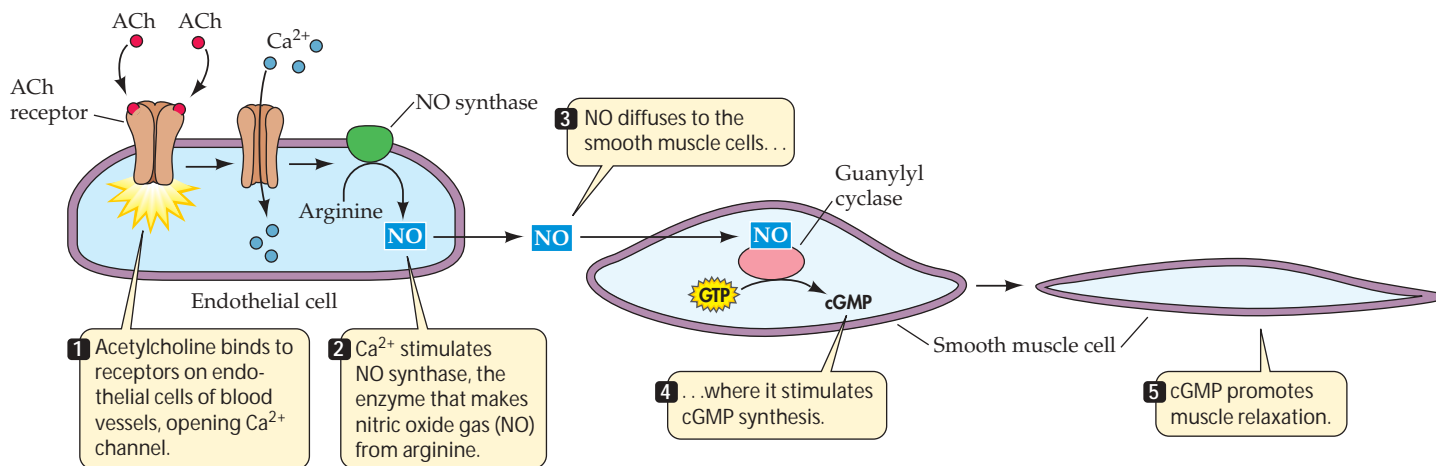 ACh
ACh
Ca2+
ACh
receptor
NO synthase
Arginine
NO
Endothelial cell
NO
3 NO diffuses to the
smooth muscle cells. . .
Guanylyl
cyclase
NO
GTP
cGMP
Smooth muscle cell
1 Acetylcholine binds to
receptors on endo-
thelial cells of blood
vessels, opening Ca2+
channel.
2 Ca2+ stimulates
NO synthase, the
enzyme that makes
nitric oxide gas (NO)
from arginine.
4 . . .where it stimulates
cGMP synthesis.
5 cGMP promotes
muscle relaxation.